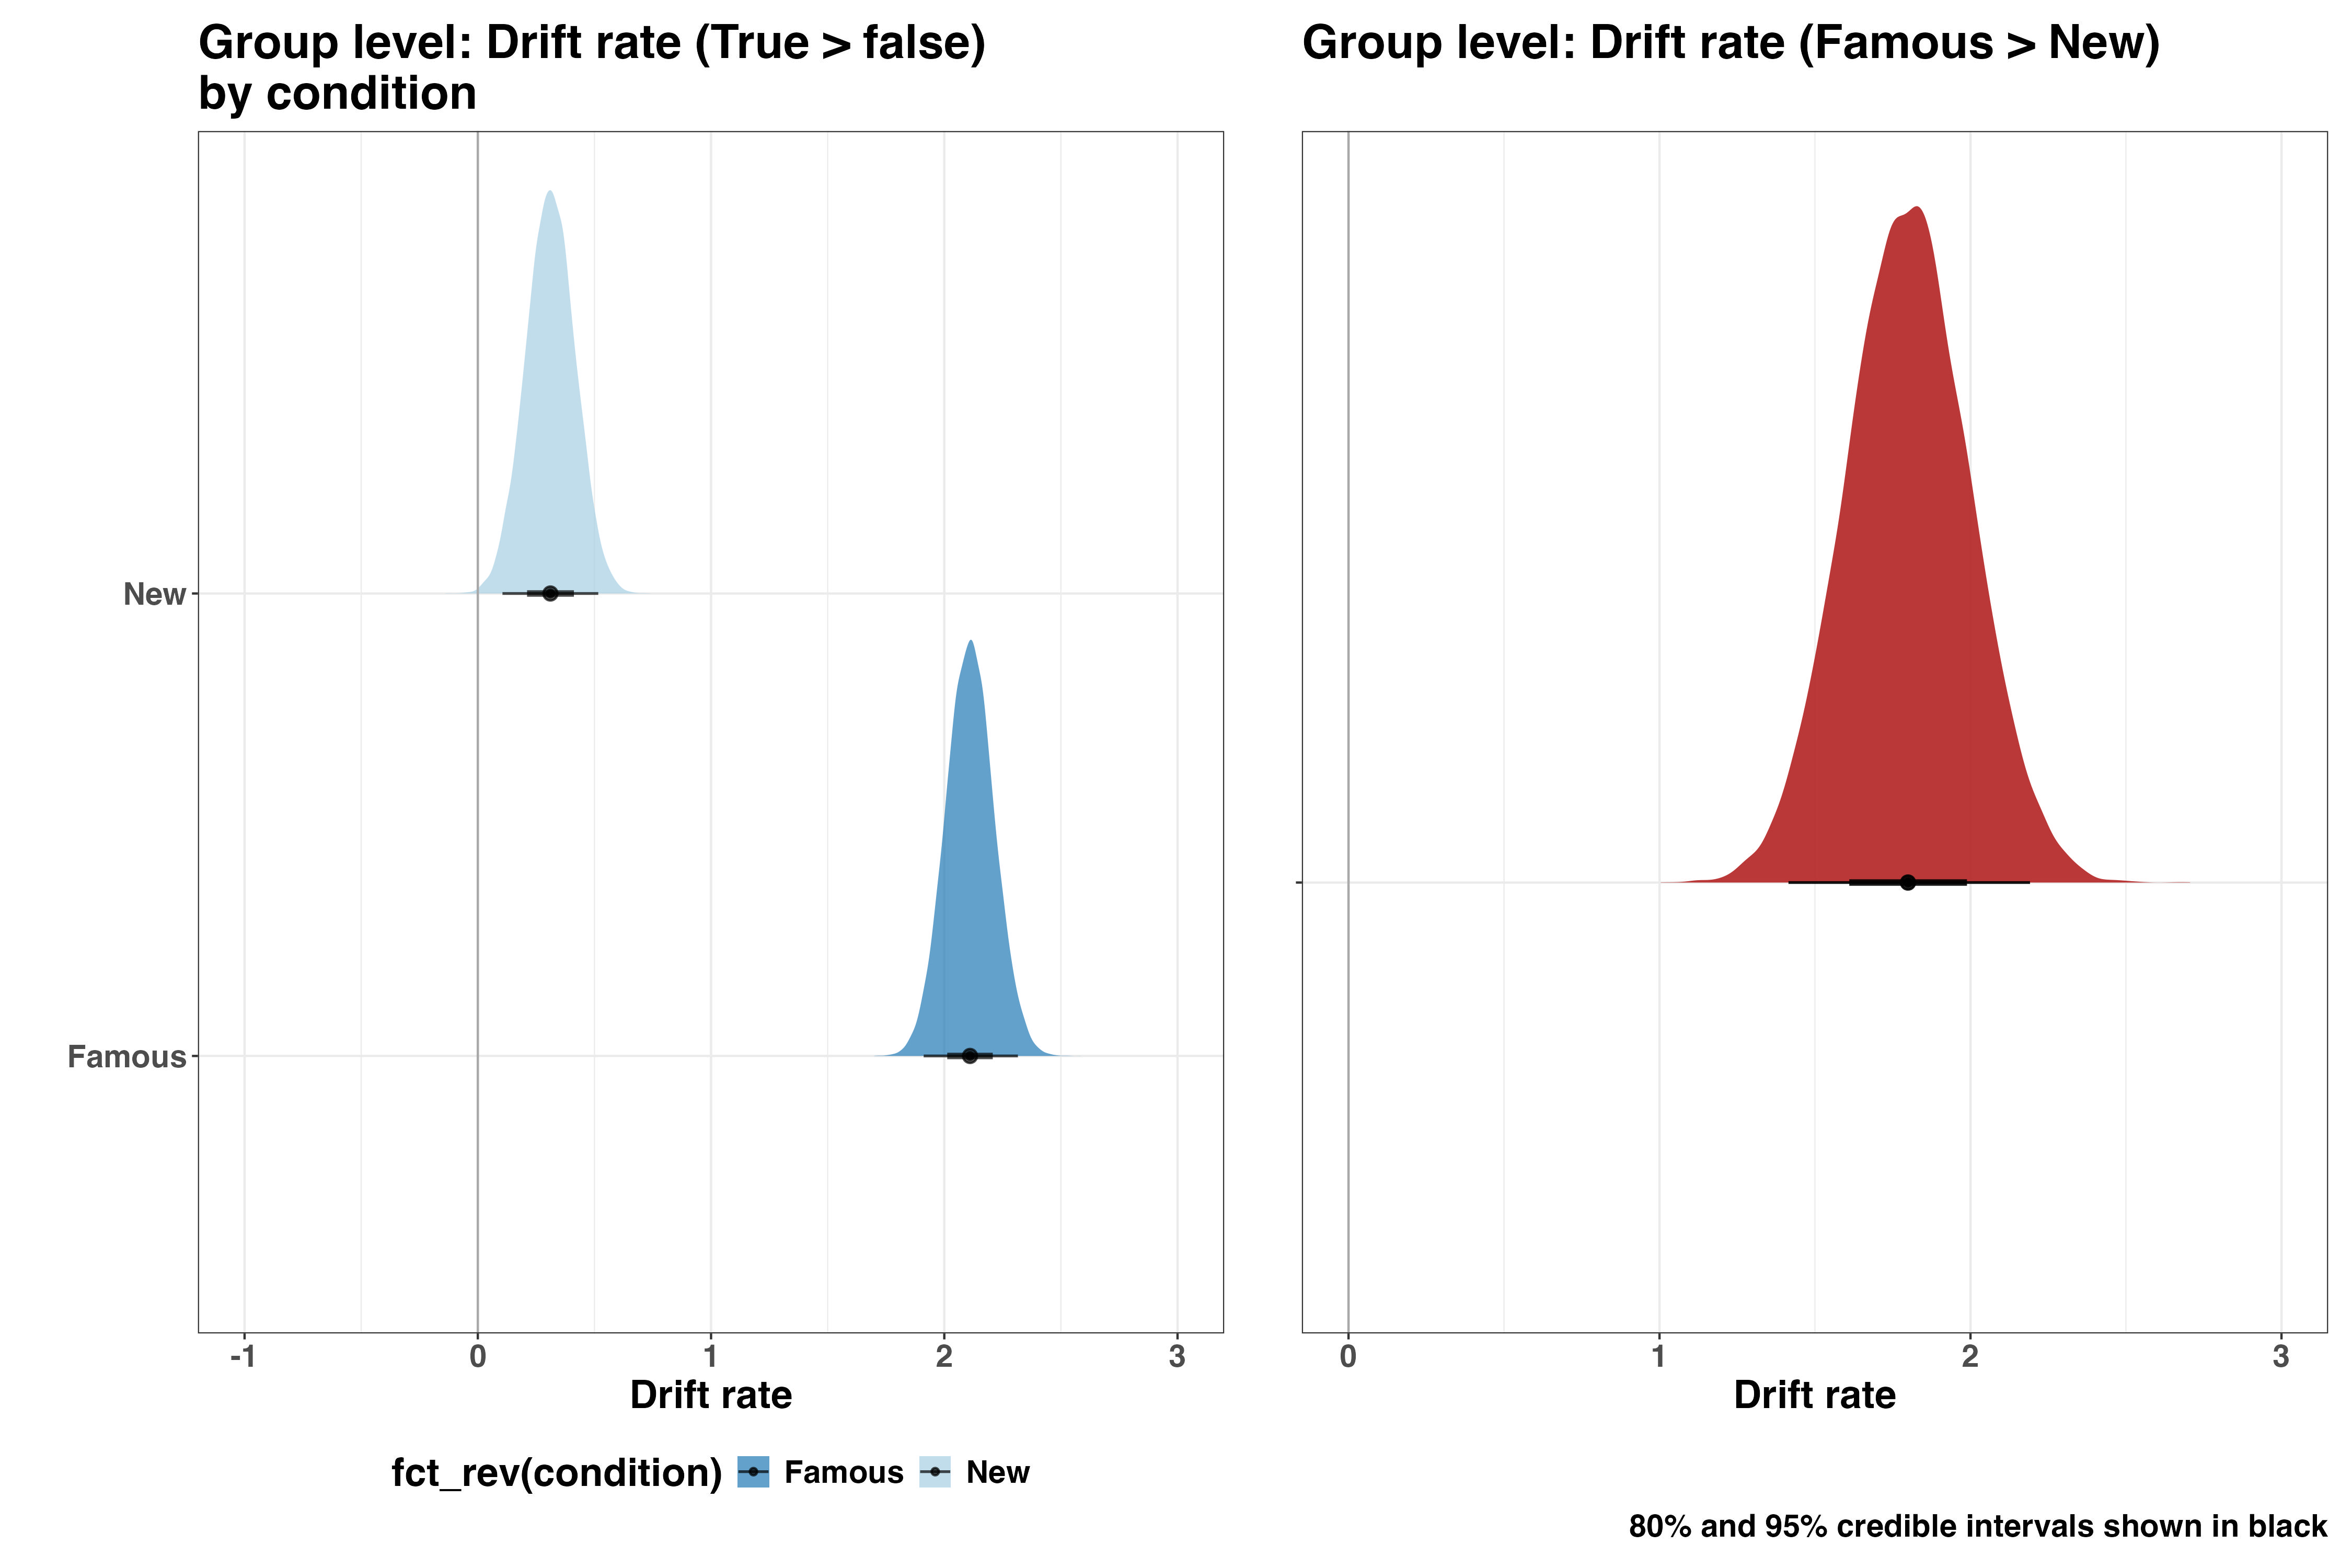 Group level: Drift rate (True > false)
by condition
New
Famous
-1 0 1 2 3
Drift rate
fct_rev(condition) Famous New
Group level: Drift rate (Famous > New)
0 1 2 3
Drift rate
80% and 95% credible intervals shown in black